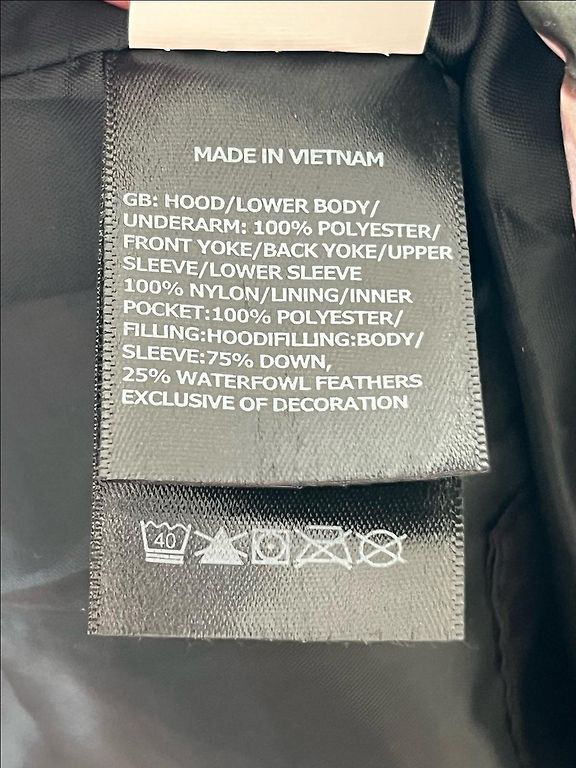 MADE IN VIETNAM
GB: HOOD/LOWER BODY/
UNDERARM: 100% POLYESTER/
FRONT YOKE/BACK YOKE/UPPER
SLEEVE/LOWER SLEEVE
100% NYLON/LINING/INNER
POCKET:100% POLYESTER/
FILLING:HOODIFILLING:BODY/
SLEEVE:75% DOWN,
25% WATERFOWL FEATHERS
EXCLUSIVE OF DECORATION
40